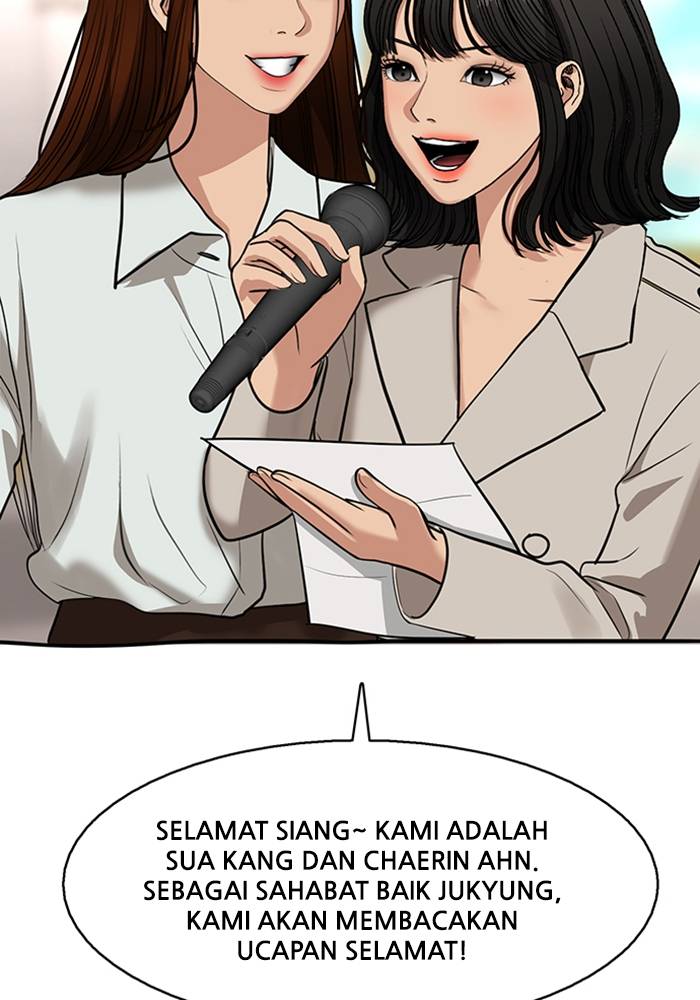 SELAMAT SIANG~ KAMI ADALAH
SUA KANG DAN CHAERIN AHN.
SEBAGAI SAHABAT BAIK JUKYUNG,
KAMI AKAN MEMBACAKAN
UCAPAN SELAMAT!